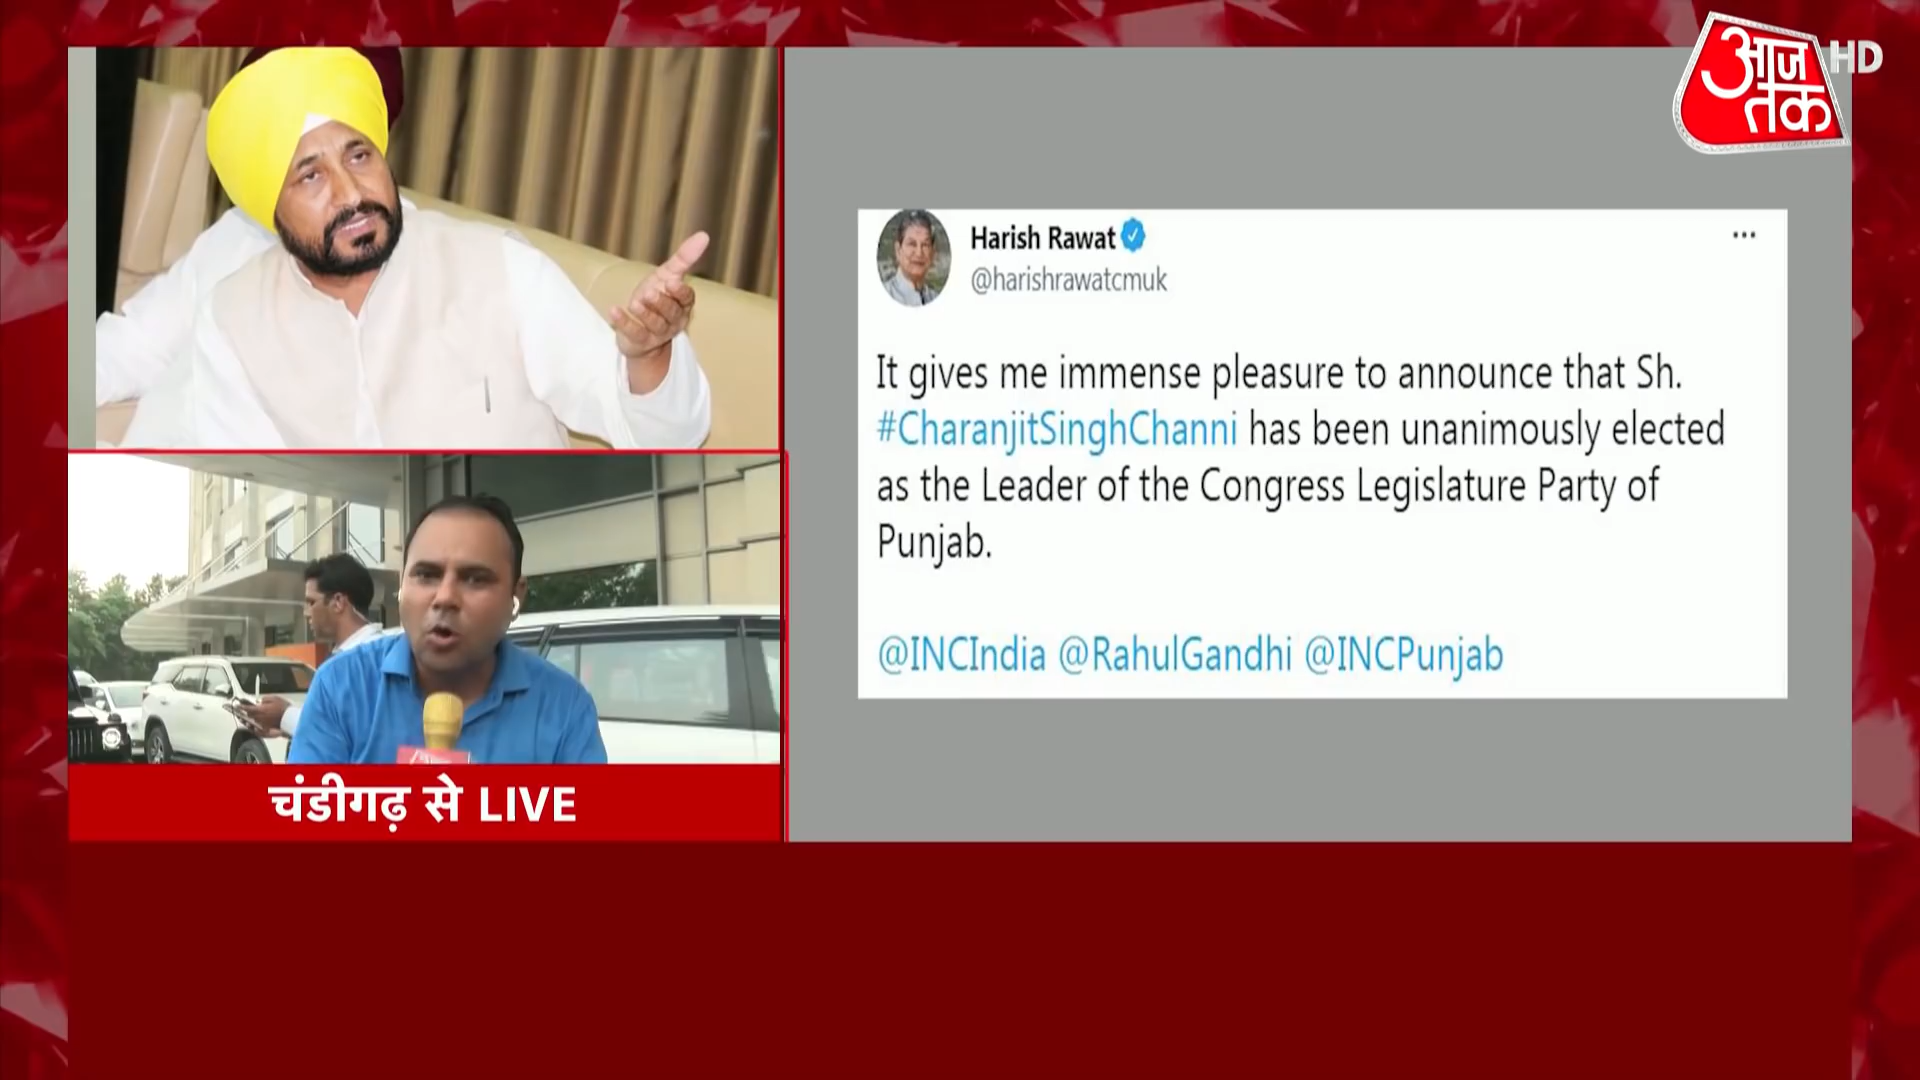 आज
तक
HD
Harish Rawat
@harishrawatcmuk
It gives me immense pleasure to announce that Sh.
#CharanjitSinghChanni has been unanimously elected
as the Leader of the Congress Legislature Party of
Punjab.
@INCIndia @RahulGandhi @INCPunjab
चंडीगढ़ से LIVE